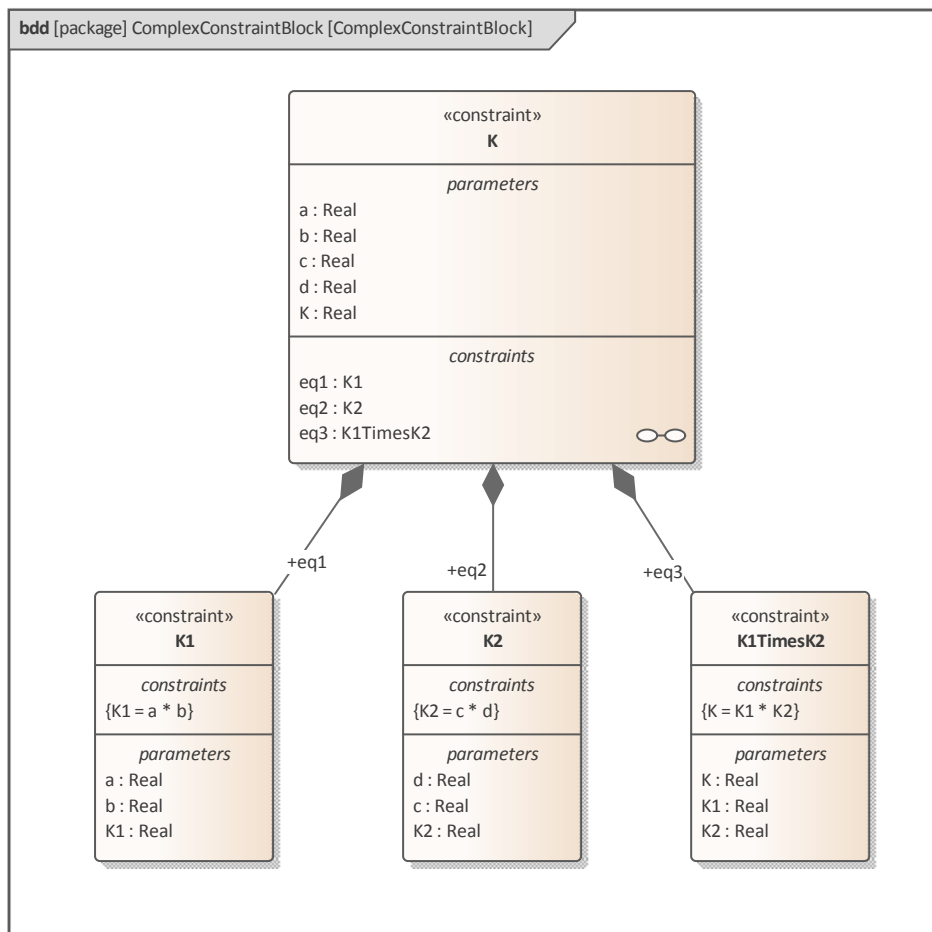 bdd [package] ComplexConstraintBlock [ComplexConstraintBlock]
«constraint»
K
parameters
a : Real
b : Real
c : Real
d : Real
K : Real
constraints
eq1 : K1
eq2 : K2
eq3 : K1TimesK2
+eq1
+eq2
+eq3
«constraint»
K1
constraints
{K1 = a * b}
parameters
a : Real
b : Real
K1 : Real
«constraint»
K2
constraints
{K2 = c * d}
parameters
d : Real
c : Real
K2 : Real
«constraint»
K1TimesK2
constraints
{K = K1 * K2}
parameters
K : Real
K1 : Real
K2 : Real